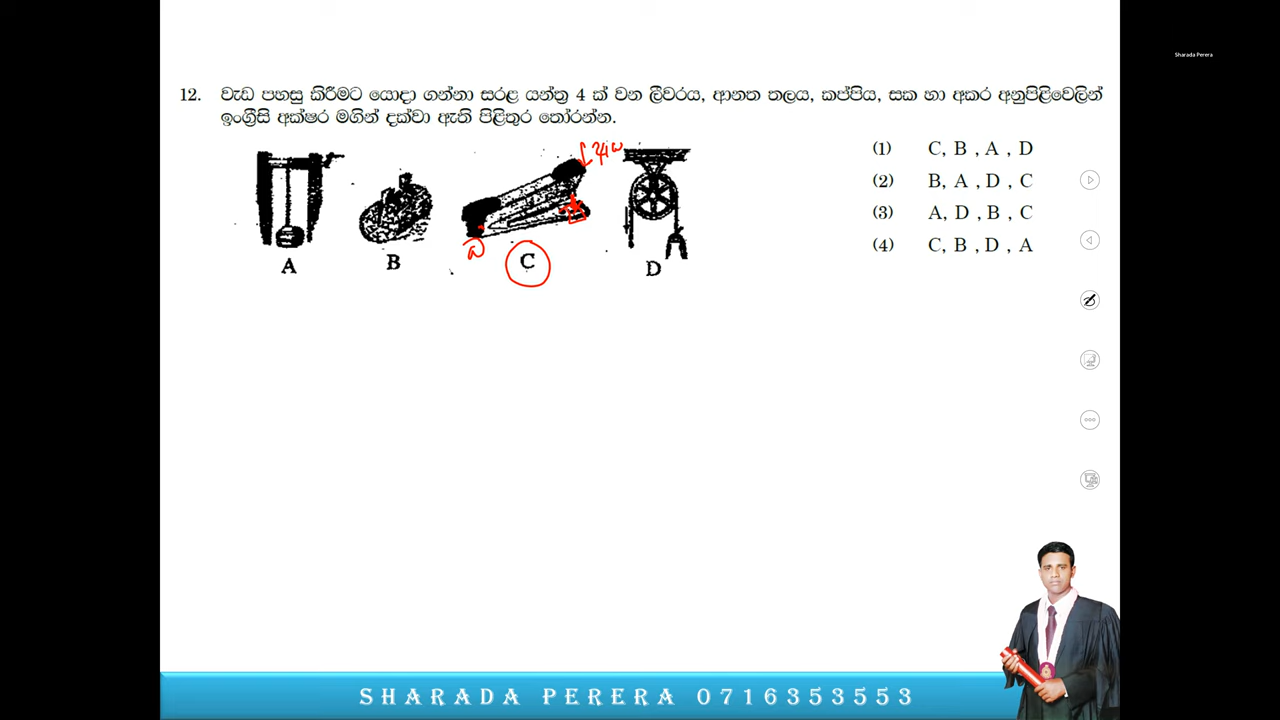 Sharada Perera
12. වැඩ පහසු කිරීමට යොදා ගන්නා සරළ යන්ත්‍ර 4 ක් වන ලීවරය, ආනත තලය, කප්පිය, සක හා අකර අනුපිළිවෙලින්
ඉංග්‍රීසි අක්ෂර මගින් දක්වා ඇති පිළිතුර තෝරන්න.
(1) C, B , A , D
(2) B, A , D , C
(3) A, D , B , C
(4) C, B , D , A
A B C D
SHARADA PERERA 0716353553